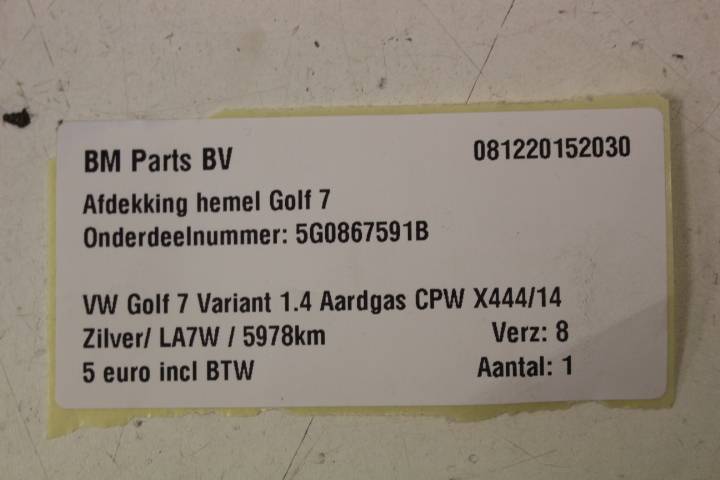 BM Parts BV 081220152030
Afdekking hemel Golf 7
Onderdeelnummer: 5G0867591B
VW Golf 7 Variant 1.4 Aardgas CPW X444/14
Zilver/ LA7W / 5978km Verz: 8
5 euro incl BTW Aantal: 1